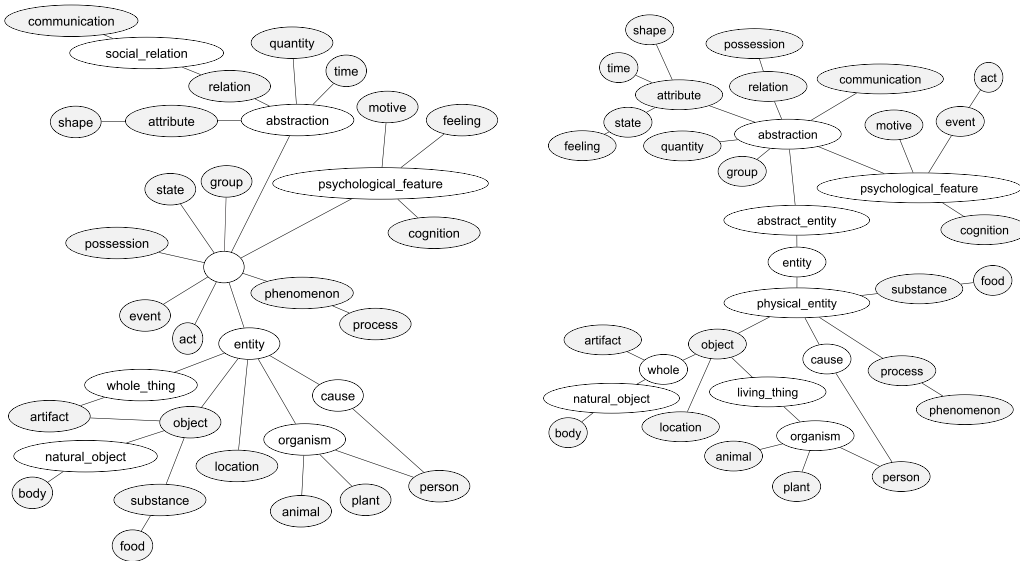 communication
social_relation
quantity
time
relation
motive
feeling
shape
attribute
abstraction
state
group
psychological_feature
possession
cognition
phenomenon
event
process
act
entity
whole_thing
cause
artifact
object
organism
natural_object
location
body
substance
animal
plant
person
food
shape
possession
time
communication
act
attribute
relation
state
motive
event
feeling
quantity
abstraction
group
psychological_feature
abstract_entity
cognition
entity
substance
food
physical_entity
artifact
object
cause
whole
process
natural_object
living_thing
phenomenon
body
location
organism
animal
plant
person